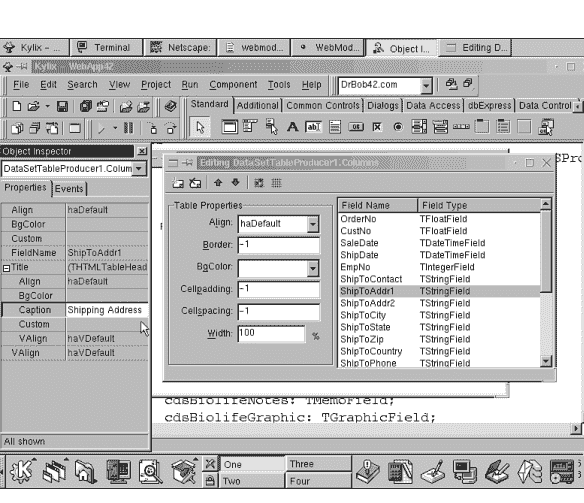 Kylix – ...
Terminal
Netscape:
webmod...
WebMod...
Object I...
Editing D...
Kylix – WebApp42
File Edit Search View Project Run Component Tools Help
DrBob42.com
Standard Additional Common Controls Dialogs Data Access dbExpress Data Control
Object Inspector
DataSetTableProducer1.Colum
Properties Events
Align haDefault
BgColor
Custom
FieldName ShipToAddr1
Title (THTMLTableHead
Align haDefault
BgColor
Caption Shipping Address
Custom
VAlign haVDefault
VAlign haVDefault
All shown
Editing DataSetTableProducer1.Columns
Table Properties
Align: haDefault
Border: -1
BgColor:
Cellpadding: -1
Cellspacing: -1
Width: 100 %
Field Name Field Type
OrderNo TFloatField
CustNo TFloatField
SaleDate TDateTimeField
ShipDate TDateTimeField
EmpNo TIntegerField
ShipToContact TStringField
ShipToAddr1 TStringField
ShipToAddr2 TStringField
ShipToCity TStringField
ShipToState TStringField
ShipToZip TStringField
ShipToCountry TStringField
ShipToPhone TStringField
cdsBiolifeNotes: TMemoField;
cdsBiolifeGraphic: TGraphicField;
One Three
Two Four